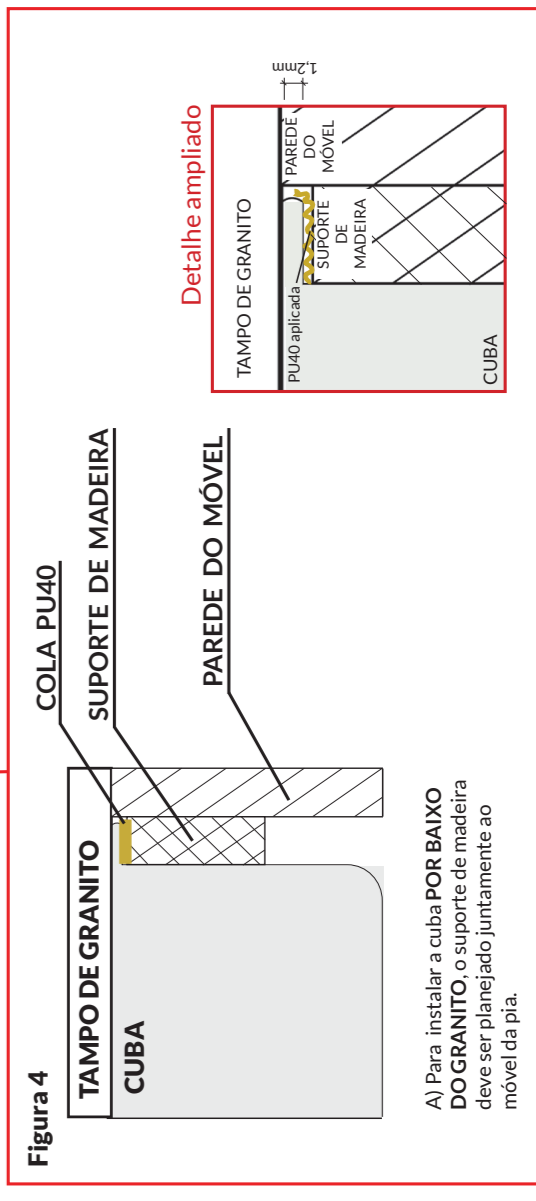 Figura 4
TAMPO DE GRANITO
CUBA
COLA PU40
SUPORTE DE MADEIRA
PAREDE DO MÓVEL
A) Para instalar a cuba POR BAIXO
DO GRANITO, o suporte de madeira
deve ser planejado juntamente ao
móvel da pia.
Detalhe ampliado
TAMPO DE GRANITO
PU40 aplicada
SUPORTE
DE
MADEIRA
PAREDE
DO
MÓVEL
CUBA
1,2mm